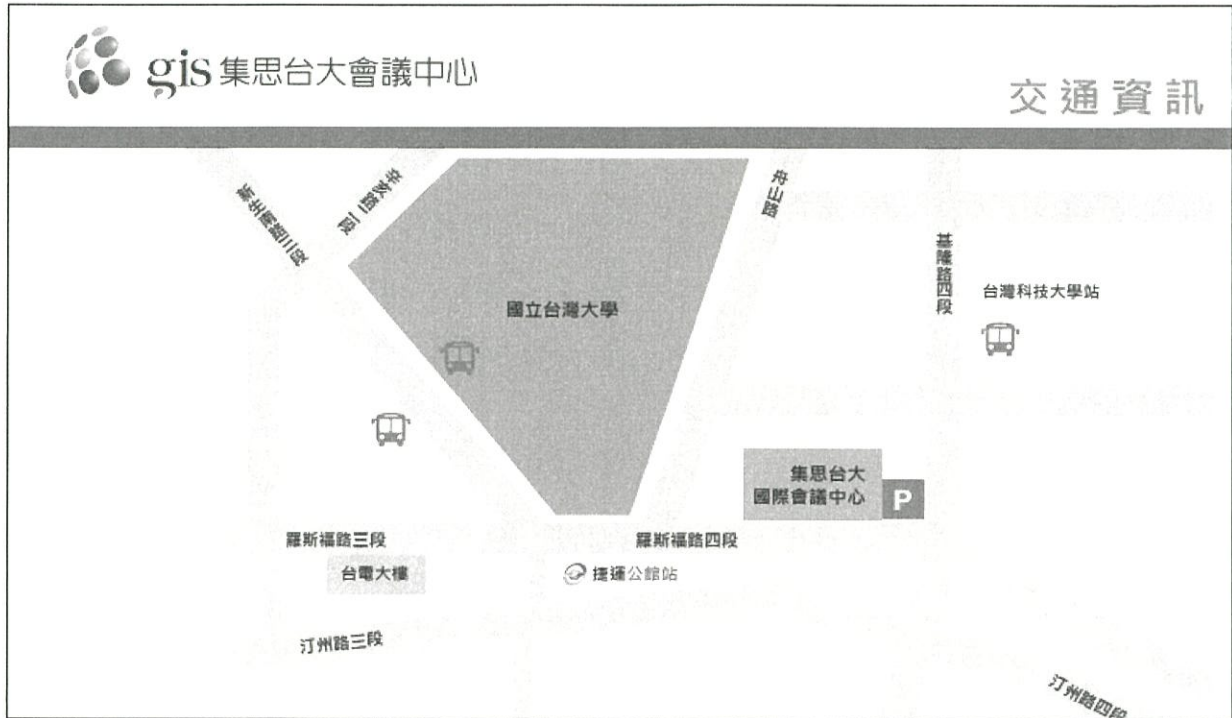 gis 集思台大會議中心
交通資訊
新生南路三段
辛亥路二段
舟山路
基隆路四段
國立台灣大學
台灣科技大學站
集思台大
國際會議中心
P
羅斯福路三段
羅斯福路四段
台電大樓
捷運公館站
汀州路三段
汀州路四段